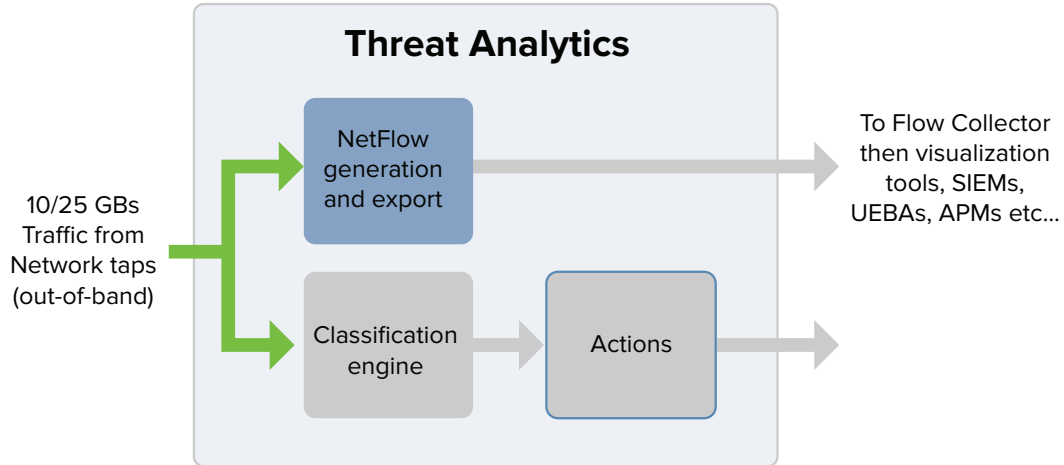 Threat Analytics
10/25 GBs
Traffic from
Network taps
(out-of-band)
NetFlow
generation
and export
To Flow Collector
then visualization
tools, SIEMs,
UEBAs, APMs etc...
Classification
engine
Actions